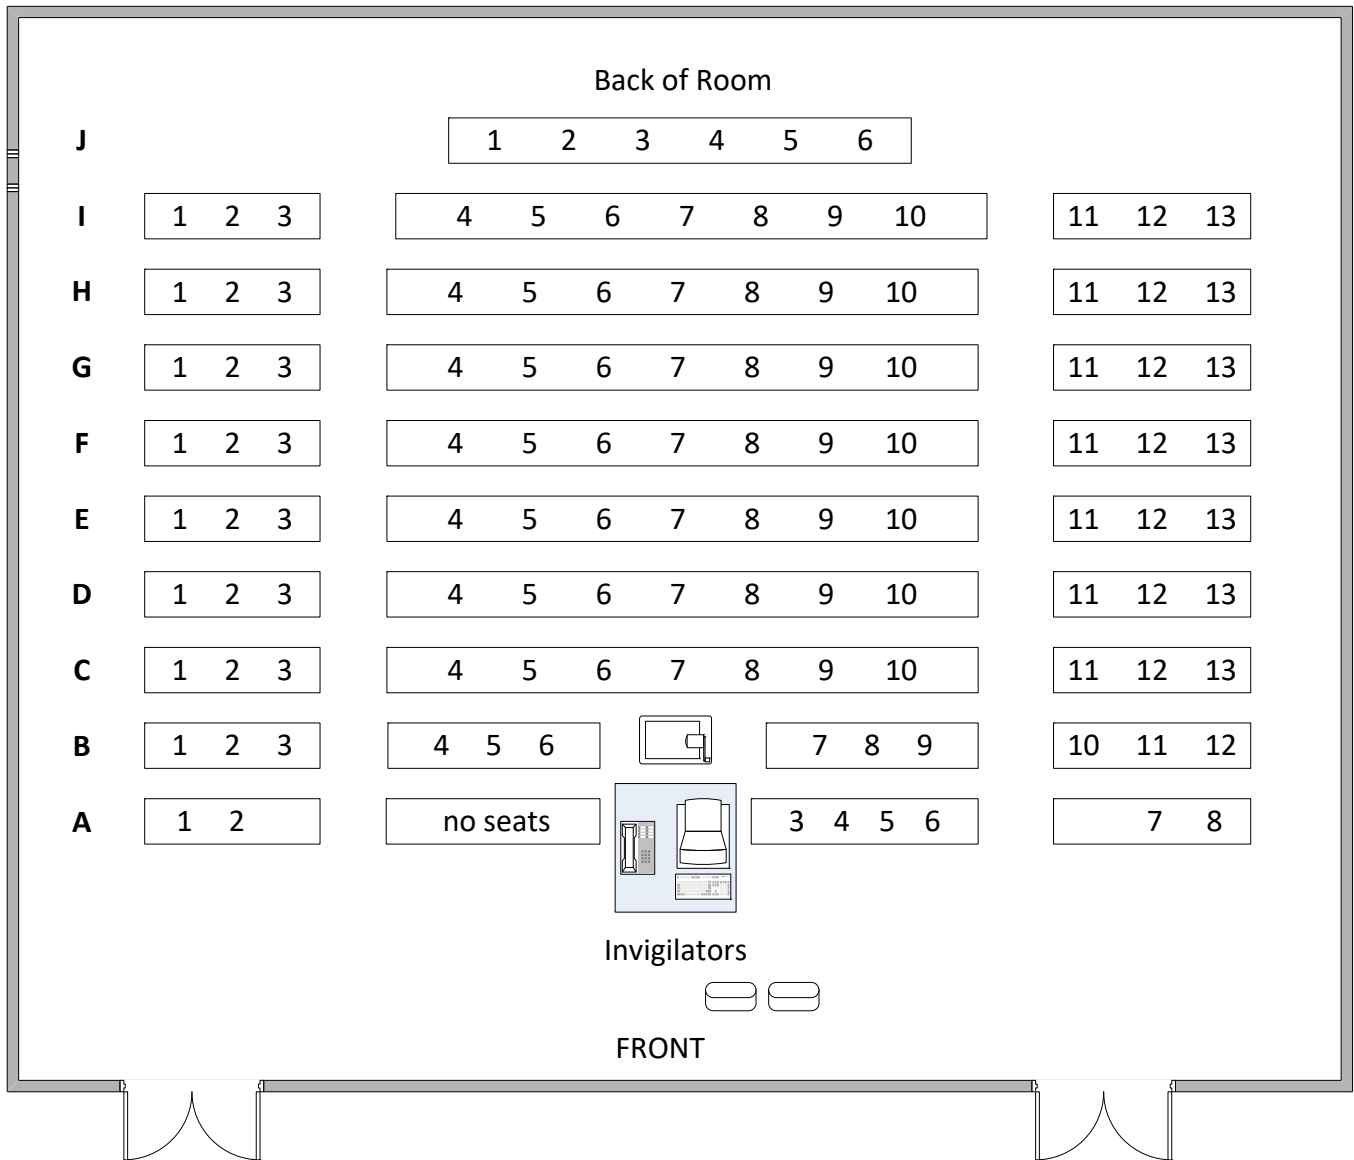 Back of Room
J 1 2 3 4 5 6
I 1 2 3 4 5 6 7 8 9 10 11 12 13
H 1 2 3 4 5 6 7 8 9 10 11 12 13
G 1 2 3 4 5 6 7 8 9 10 11 12 13
F 1 2 3 4 5 6 7 8 9 10 11 12 13
E 1 2 3 4 5 6 7 8 9 10 11 12 13
D 1 2 3 4 5 6 7 8 9 10 11 12 13
C 1 2 3 4 5 6 7 8 9 10 11 12 13
B 1 2 3 4 5 6 7 8 9 10 11 12
A 1 2 no seats 3 4 5 6 7 8
Invigilators
FRONT